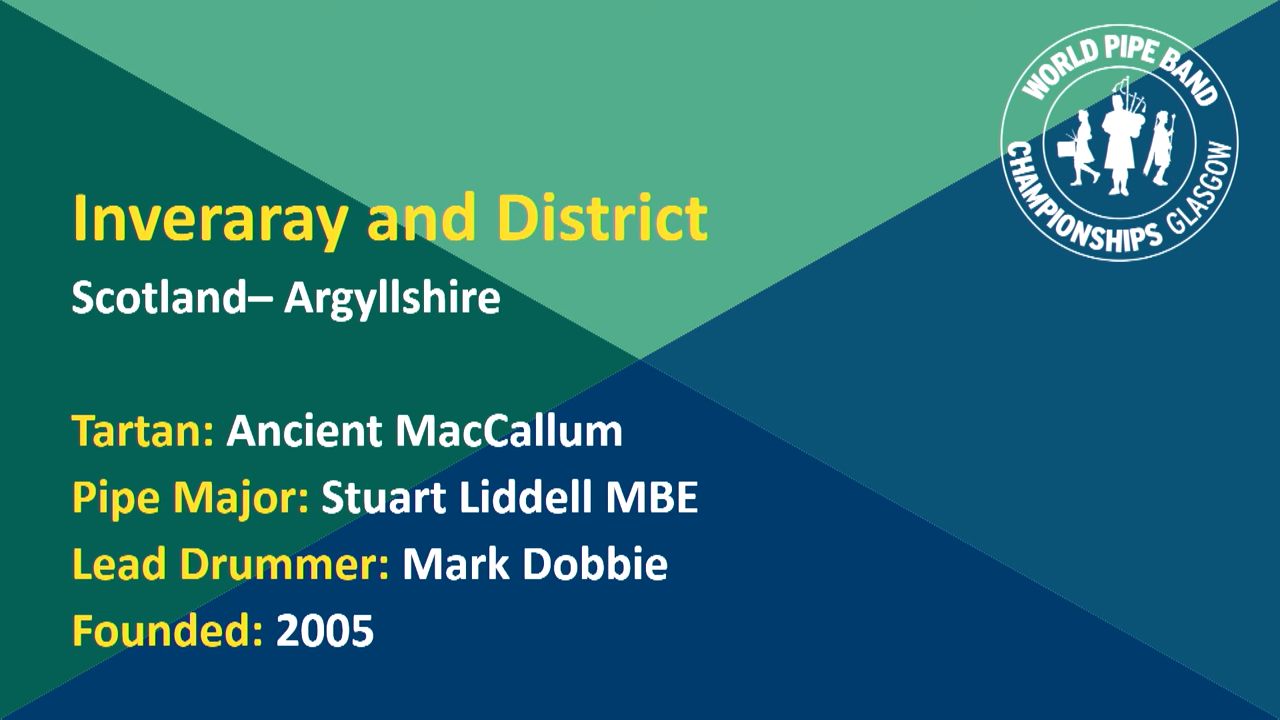 WORLD PIPE BAND
CHAMPIONSHIPS GLASGOW
Inveraray and District
Scotland– Argyllshire
Tartan: Ancient MacCallum
Pipe Major: Stuart Liddell MBE
Lead Drummer: Mark Dobbie
Founded: 2005